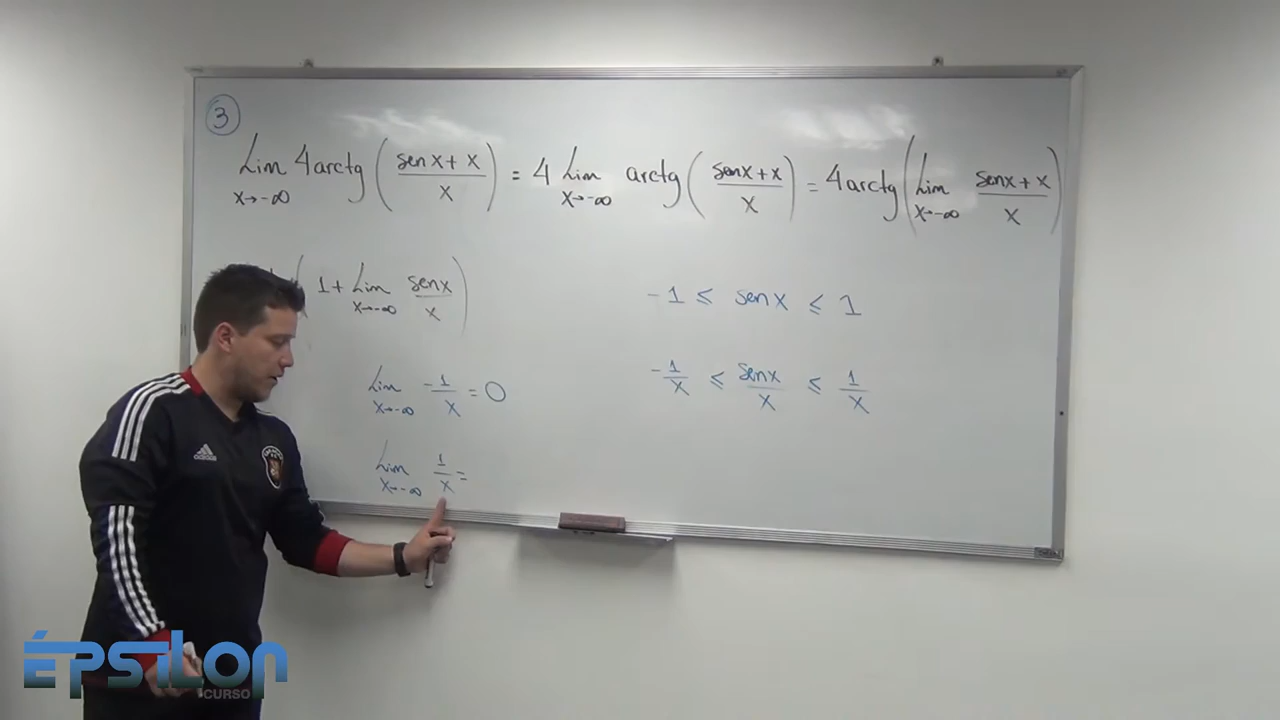 3
Lim x→-∞ 4arctg (senx+x / x) = 4 Lim x→-∞ arctg (senx+x / x) = 4arctg (Lim x→-∞ senx+x / x)
(1 + Lim x→-∞ senx / x)
-1 ≤ senx ≤ 1
Lim x→-∞ -1/x = 0
-1/x ≤ senx/x ≤ 1/x
Lim x→-∞ 1/x =
adidas
ÉPSILON
CURSO